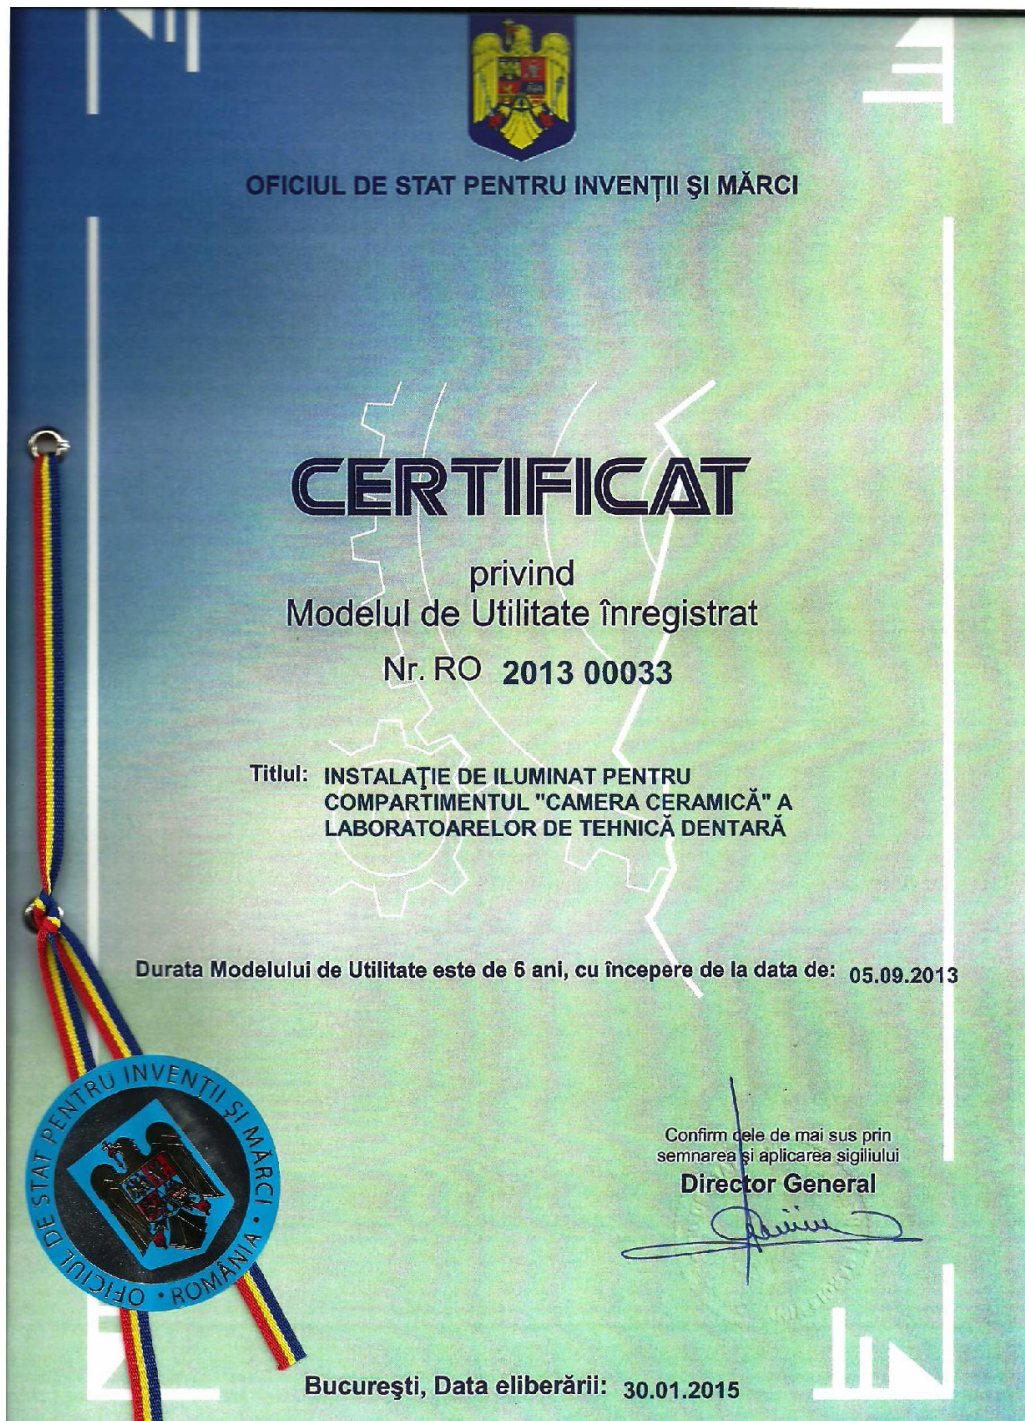 OFICIUL DE STAT PENTRU INVENŢII ŞI MĂRCI
CERTIFICAT
privind
Modelul de Utilitate înregistrat
Nr. RO 2013 00033
Titlul: INSTALAŢIE DE ILUMINAT PENTRU
COMPARTIMENTUL "CAMERA CERAMICĂ" A
LABORATOARELOR DE TEHNICĂ DENTARĂ
Durata Modelului de Utilitate este de 6 ani, cu începere de la data de: 05.09.2013
OFICIUL DE STAT PENTRU INVENŢII ŞI MĂRCI • ROMÂNIA •
Confirm cele de mai sus prin
semnarea şi aplicarea sigiliului
Director General
Bucureşti, Data eliberării: 30.01.2015